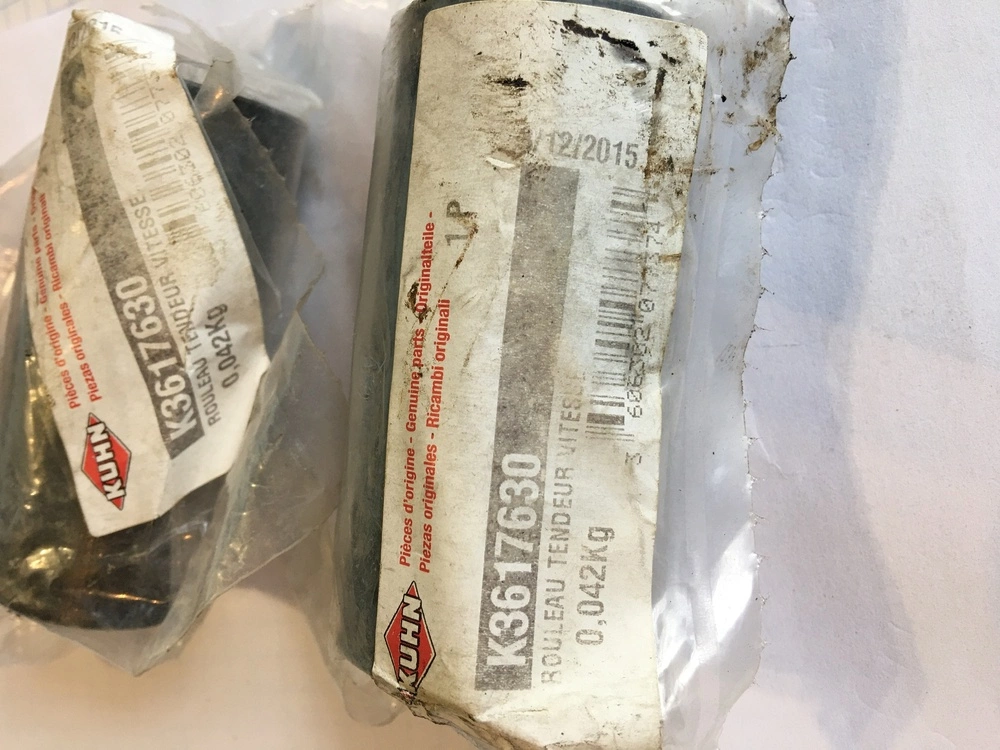 KUHN
Pièces d'origine - Genuine parts - Originalteile -
Piezas originales - Ricambi originali
1 P
/12/2015
K3617630
ROULEAU TENDEUR VITESSE
0,042Kg
KUHN
Pièces d'origine - Genuine parts -
Piezas originales - Ricambi original
K3617630
ROULEAU TENDEUR VITESSE
0,042Kg